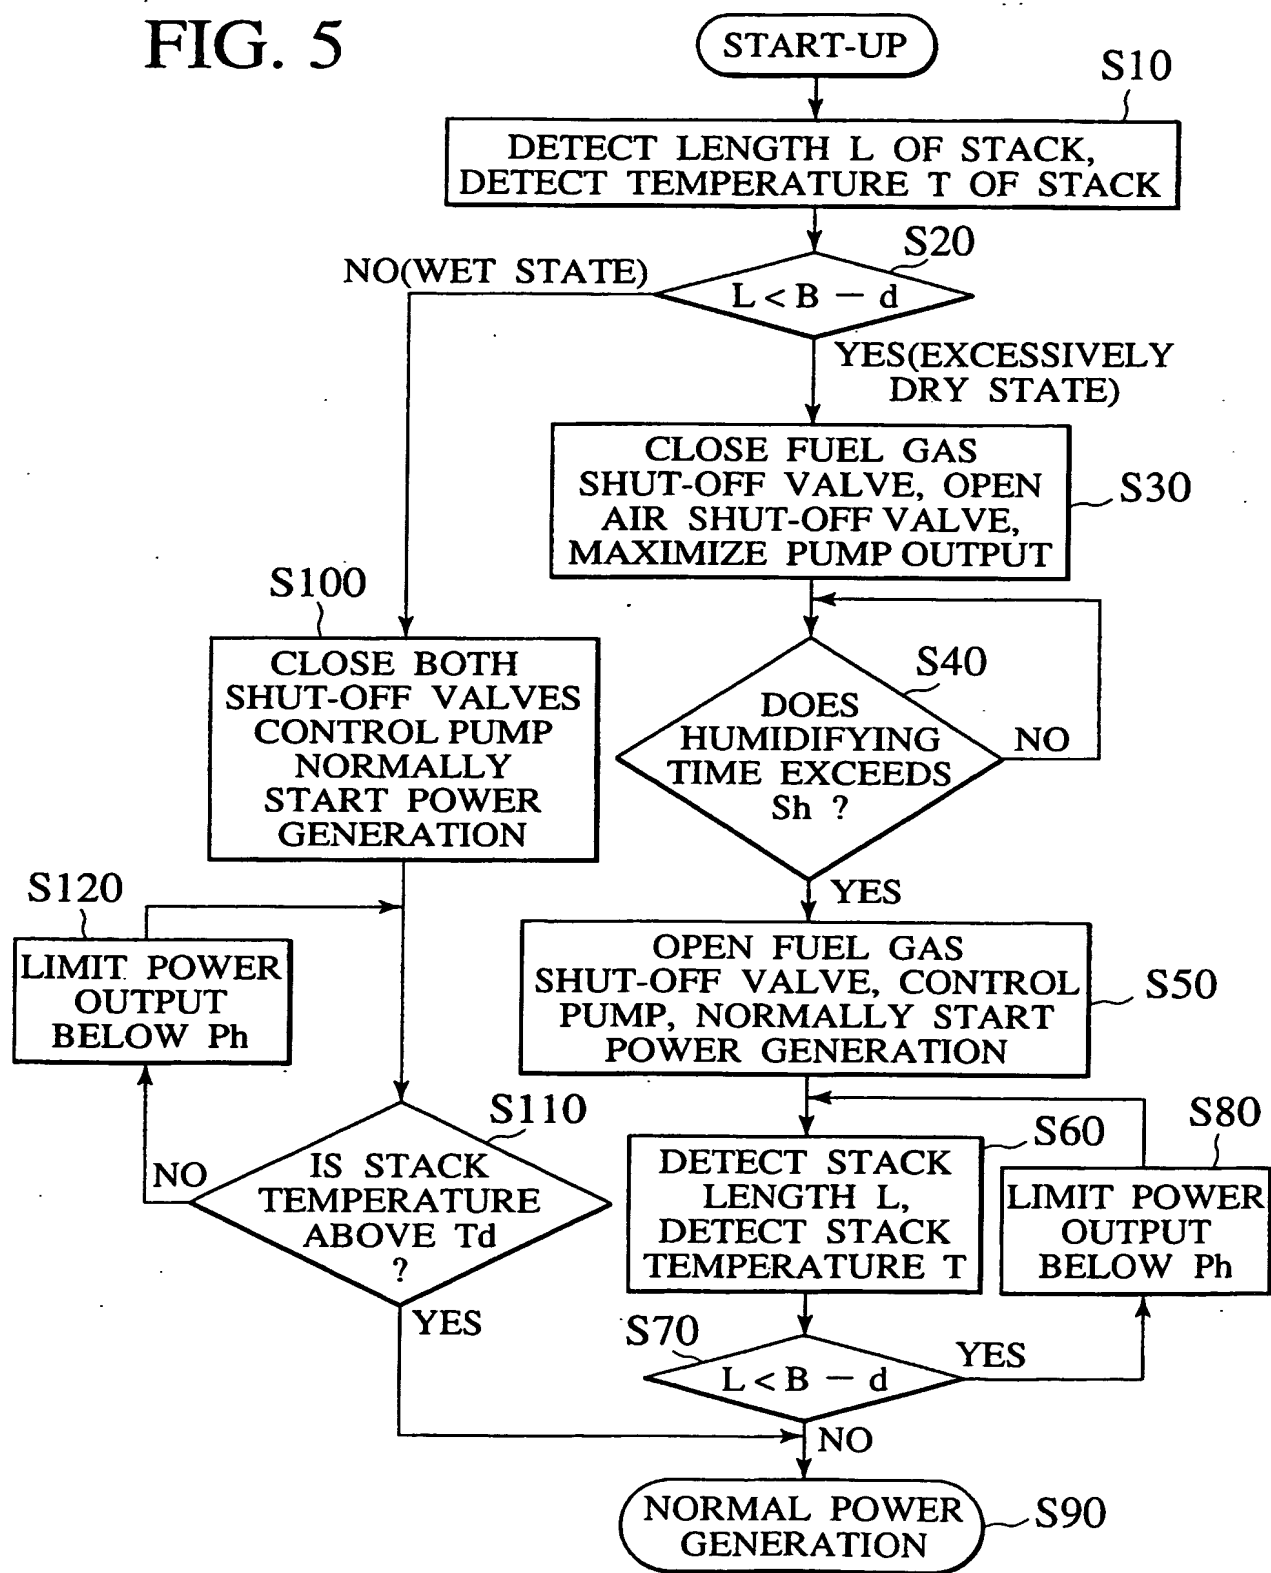 FIG. 5
START-UP
S10
DETECT LENGTH L OF STACK,
DETECT TEMPERATURE T OF STACK
S20
NO(WET STATE)
L < B − d
YES(EXCESSIVELY
DRY STATE)
CLOSE FUEL GAS
SHUT-OFF VALVE, OPEN
AIR SHUT-OFF VALVE,
MAXIMIZE PUMP OUTPUT
S30
S100
CLOSE BOTH
SHUT-OFF VALVES
CONTROL PUMP
NORMALLY
START POWER
GENERATION
S40
DOES
HUMIDIFYING
TIME EXCEEDS
Sh ?
NO
YES
S120
LIMIT POWER
OUTPUT
BELOW Ph
OPEN FUEL GAS
SHUT-OFF VALVE, CONTROL
PUMP, NORMALLY START
POWER GENERATION
S50
S110
NO
IS STACK
TEMPERATURE
ABOVE Td
?
YES
S60
DETECT STACK
LENGTH L,
DETECT STACK
TEMPERATURE T
S80
LIMIT POWER
OUTPUT
BELOW Ph
S70
L < B − d
YES
NO
NORMAL POWER
GENERATION
S90